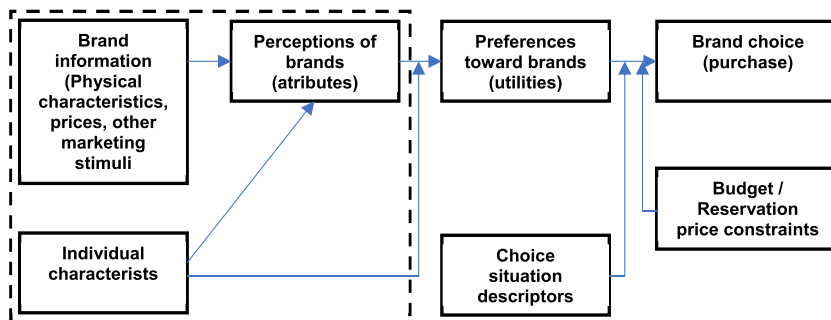 Brand
information
(Physical
characteristics,
prices, other
marketing
stimuli
Perceptions of
brands
(atributes)
Preferences
toward brands
(utilities)
Brand choice
(purchase)
Budget /
Reservation
price constraints
Individual
characterists
Choice
situation
descriptors